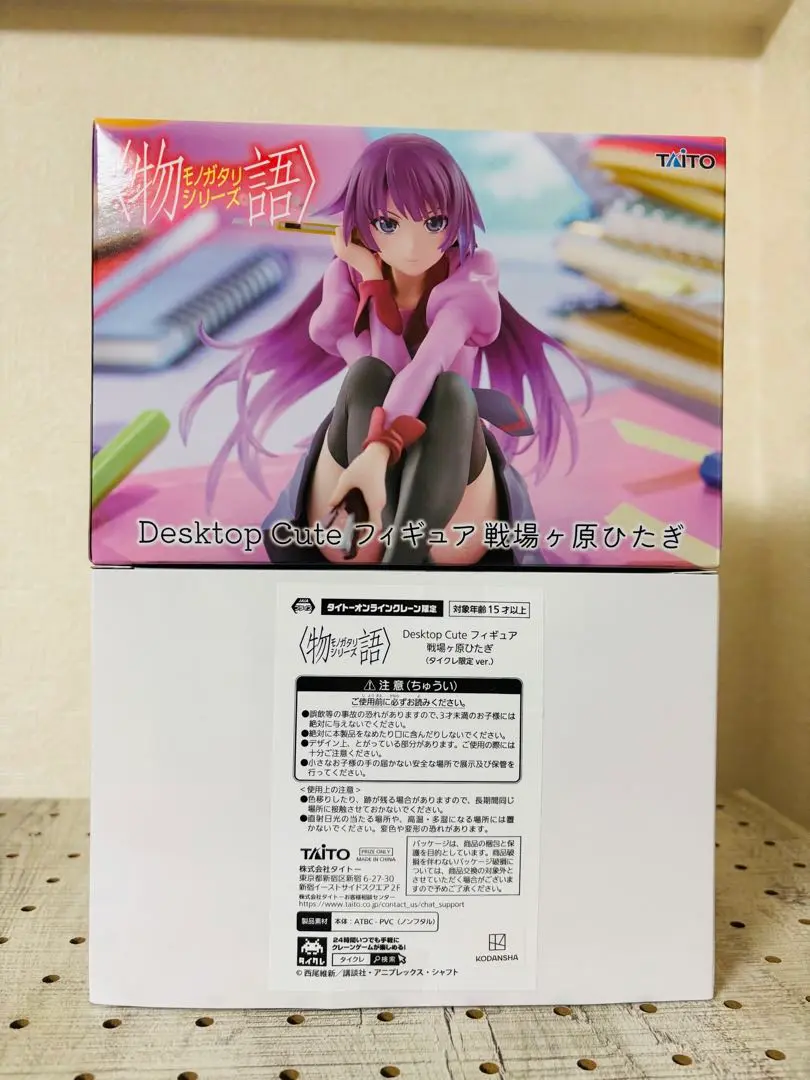 〈物語〉
モノガタリ
シリーズ
TAITO
Desktop Cute フィギュア 戦場ヶ原ひたぎ
タイトーオンラインクレーン限定
対象年齢15才以上
〈物語〉
モノガタリ
シリーズ
Desktop Cute フィギュア
戦場ヶ原ひたぎ
(タイクレ限定 ver.)
⚠注意(ちゅうい)
ご使用前に必ずお読みください。
●誤飲等の事故の恐れがありますので、3才未満のお子様には
絶対に与えないでください。
●絶対に本製品をなめたり口に含んだりしないでください。
●デザイン上、とがっている部分があります。ご使用の際には
十分ご注意ください。
●小さなお子様の手の届かない安全な場所で展示及び保管を
行ってください。
<使用上の注意>
●色移りしたり、跡が残る場合がありますので、長期間同じ
場所に接触させておかないでください。
●直射日光の当たる場所や、高温・多湿になる場所には置
かないでください。変色や変形の恐れがあります。
TAITO
PRIZE ONLY
MADE IN CHINA
株式会社タイトー
東京都新宿区新宿 6-27-30
新宿イーストサイドスクエア 2F
株式会社タイトーお客様相談センター
https://www.taito.co.jp/contact_us/chat_support
パッケージは、商品の梱包と保
護を目的としています。商品破
損を伴わないパッケージ破損に
ついては、商品交換の対象外と
させていただく場合がございま
すので予めご了承ください。
製品素材 本体：ATBC-PVC（ノンフタル）
24時間いつでも手軽に
クレーンゲームが楽しめる!
タイクレ
タイクレ 検索
KODANSHA
© 西尾維新／講談社・アニプレックス・シャフト